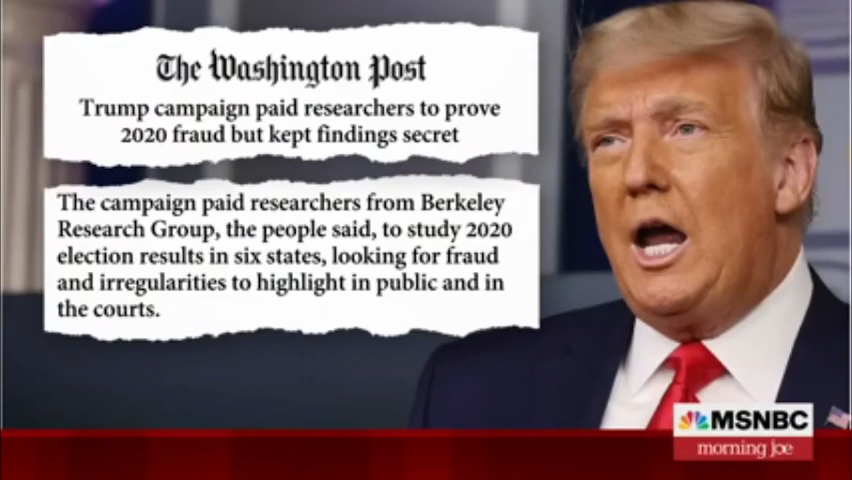 The Washington Post
Trump campaign paid researchers to prove
2020 fraud but kept findings secret
The campaign paid researchers from Berkeley
Research Group, the people said, to study 2020
election results in six states, looking for fraud
and irregularities to highlight in public and in
the courts.
MSNBC
morning joe